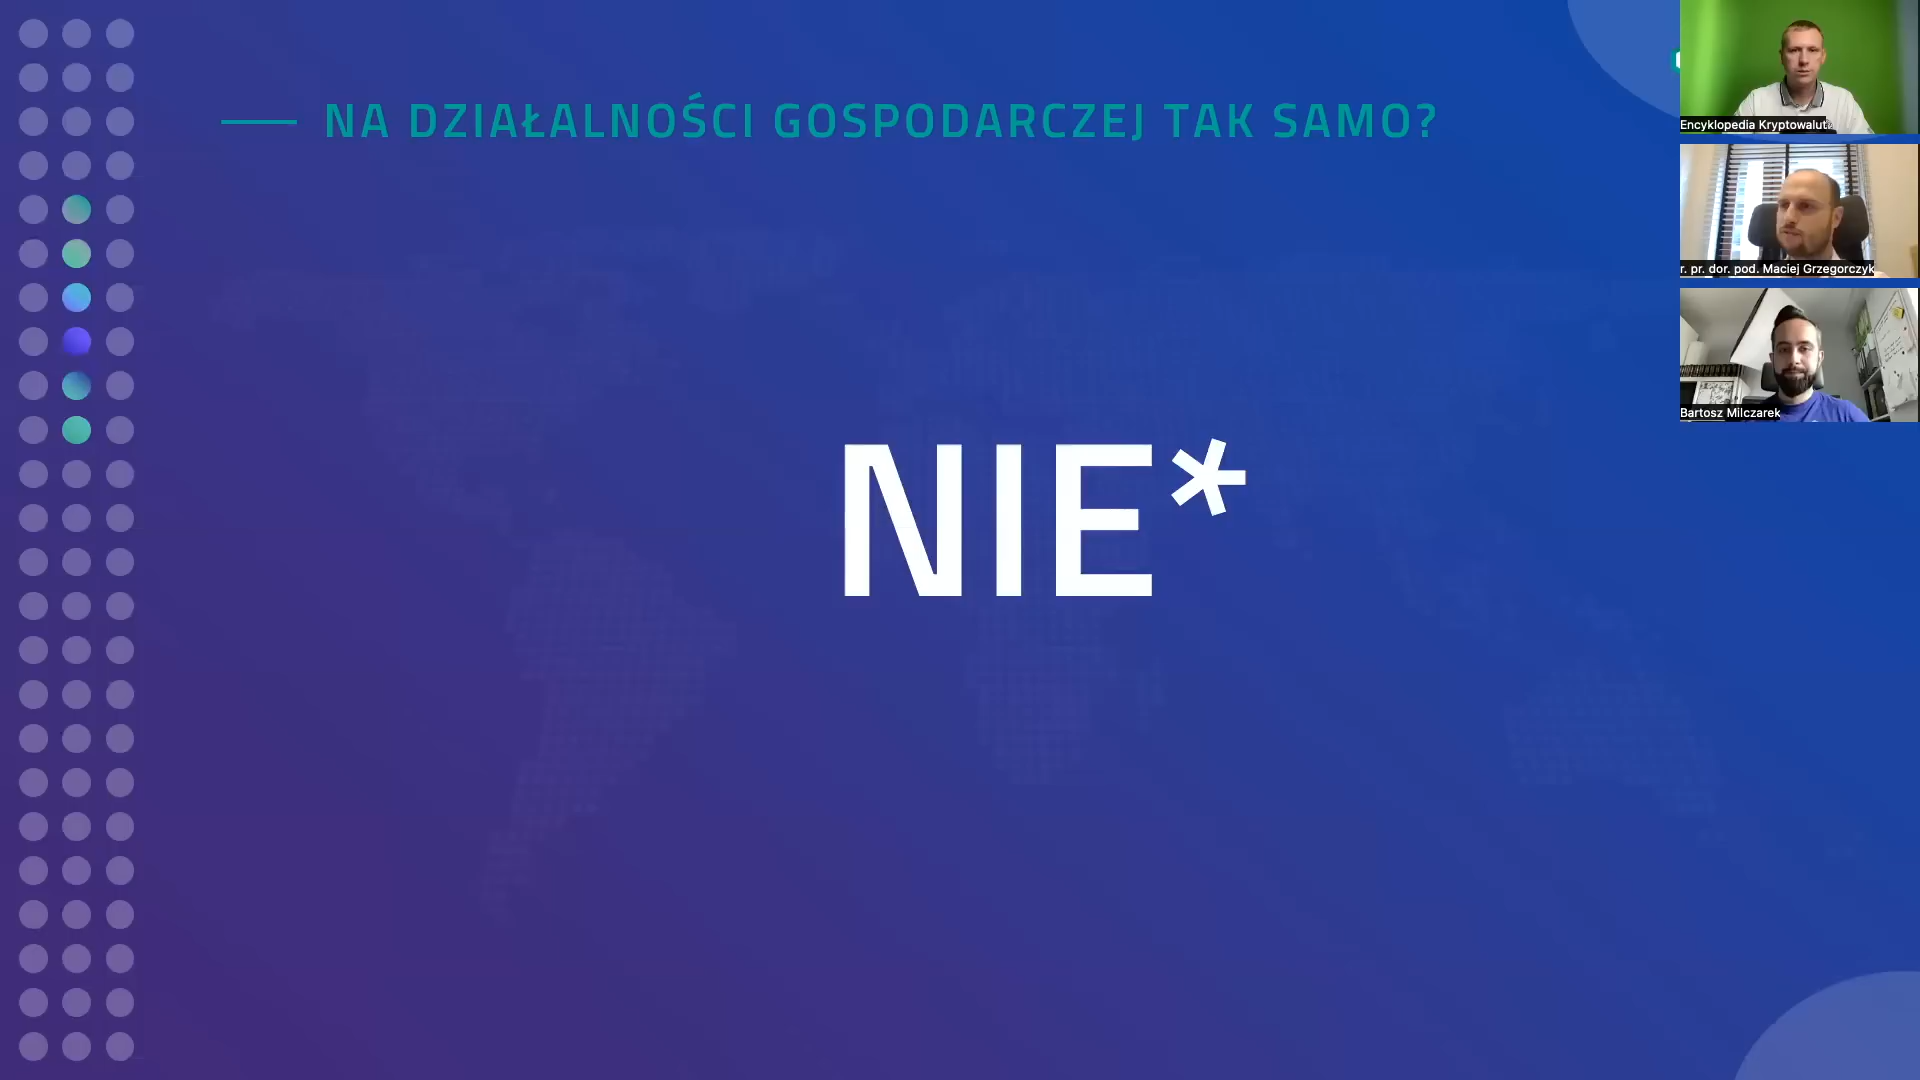 NA DZIAŁALNOŚCI GOSPODARCZEJ TAK SAMO?
NIE*
Encyklopedia Kryptowalut
r. pr. dor. pod. Maciej Grzegorczyk
Bartosz Milczarek